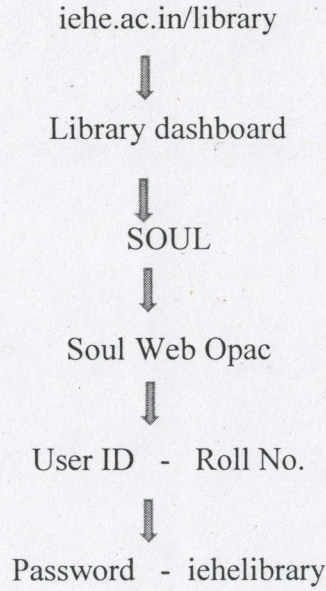 iehe.ac.in/library
Library dashboard
SOUL
Soul Web Opac
User ID - Roll No.
Password - iehelibrary